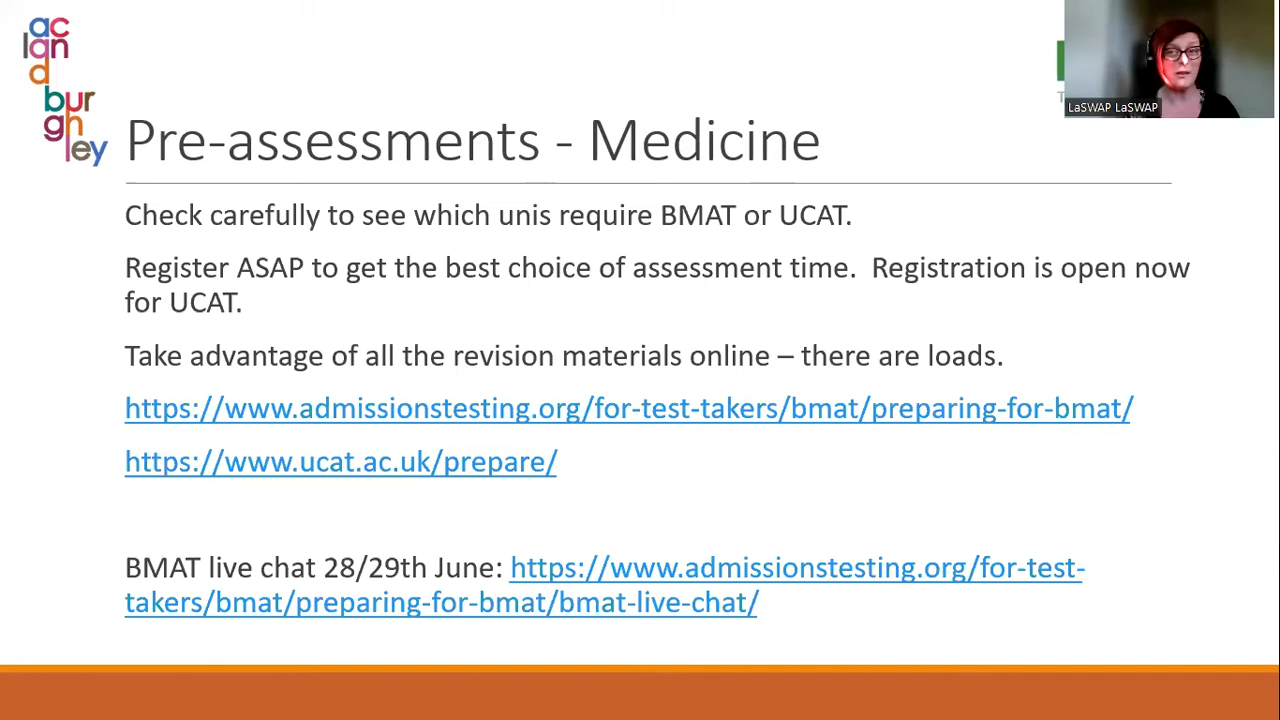 ac
lan
d
bur
gh
ley
T
LaSWAP LaSWAP
Pre-assessments - Medicine
Check carefully to see which unis require BMAT or UCAT.
Register ASAP to get the best choice of assessment time.  Registration is open now
for UCAT.
Take advantage of all the revision materials online – there are loads.
https://www.admissionstesting.org/for-test-takers/bmat/preparing-for-bmat/
https://www.ucat.ac.uk/prepare/
BMAT live chat 28/29th June: https://www.admissionstesting.org/for-test-
takers/bmat/preparing-for-bmat/bmat-live-chat/